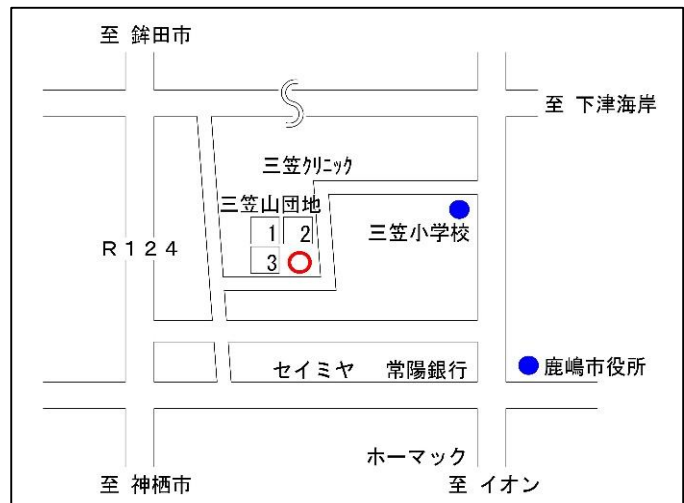 至 鉾田市
至 下津海岸
三笠ｸﾘﾆｯｸ
三笠山団地
1 2
三笠小学校
R124
3
セイミヤ 常陽銀行
鹿嶋市役所
ホーマック
至 神栖市
至 イオン